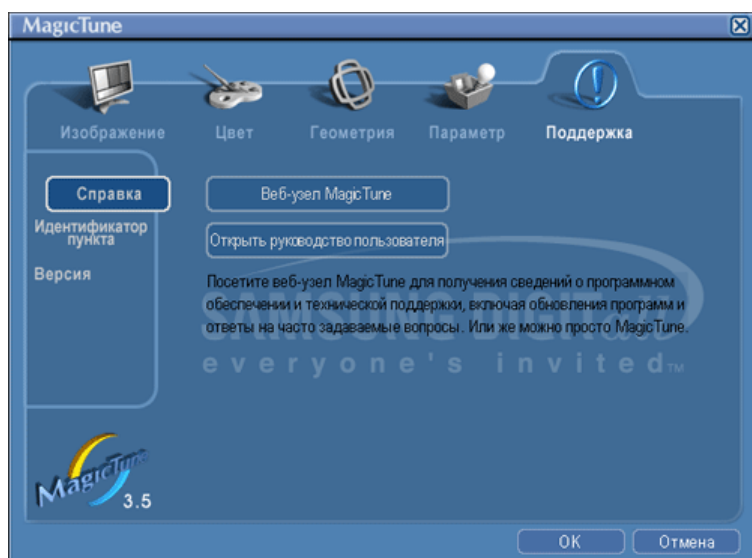 MagicTune
Изображение
Цвет
Геометрия
Параметр
Поддержка
Справка
Идентификатор
пункта
Версия
Веб-узел MagicTune
Открыть руководство пользователя
Посетите веб-узел MagicTune для получения сведений о программном
обеспечении и технической поддержки, включая обновления программ и
ответы на часто задаваемые вопросы. Или же можно просто MagicTune.
SAMSUNG DIGITall
everyone's invited™
MagicTune
3.5
OK
Отмена